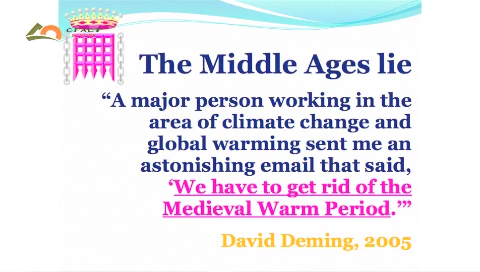 CFACT
The Middle Ages lie
“A major person working in the
area of climate change and
global warming sent me an
astonishing email that said,
‘We have to get rid of the
Medieval Warm Period.’”
David Deming, 2005